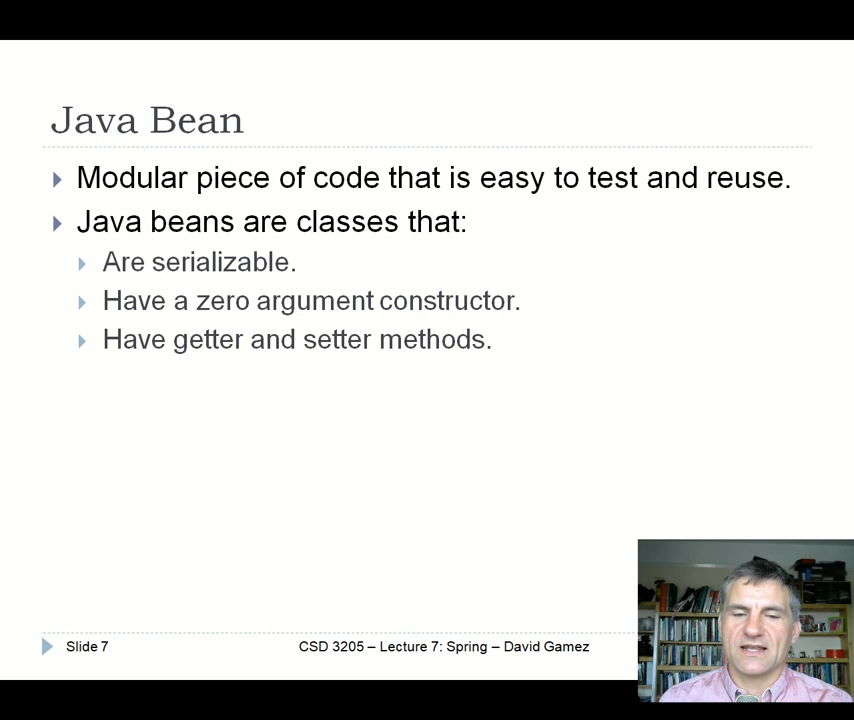 Java Bean
Modular piece of code that is easy to test and reuse.
Java beans are classes that:
Are serializable.
Have a zero argument constructor.
Have getter and setter methods.
Slide 7
CSD 3205 – Lecture 7: Spring – David Gamez